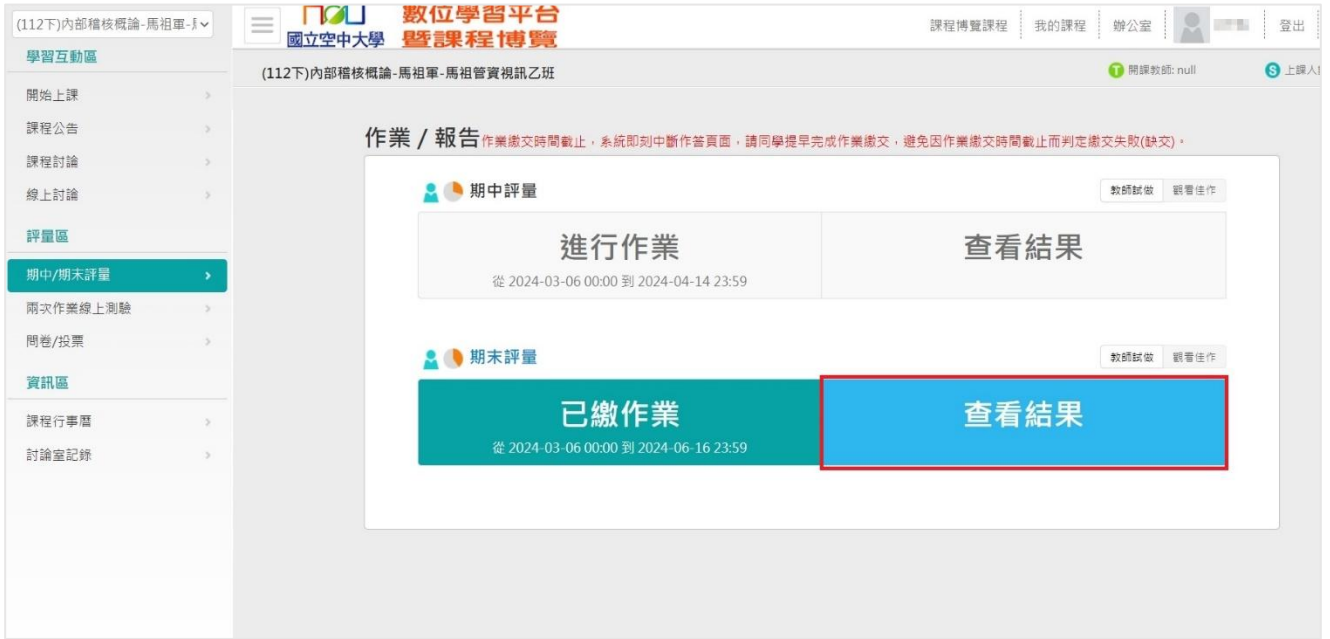 (112下)內部稽核概論-馬祖軍-
學習互動區
開始上課
課程公告
課程討論
線上討論
評量區
期中/期末評量
兩次作業線上測驗
問卷/投票
資訊區
課程行事曆
討論室記錄
NOU
國立空中大學
數位學習平台
暨課程博覽
課程博覽課程
我的課程
辦公室
登出
(112下)內部稽核概論-馬祖軍-馬祖管資視訊乙班
T 開課教師: null
S 上課人
作業 / 報告作業繳交時間截止，系統即刻中斷作答頁面，請同學提早完成作業繳交，避免因作業繳交時間截止而判定繳交失敗(缺交)。
期中評量
教師試做 觀看佳作
進行作業
從 2024-03-06 00:00 到 2024-04-14 23:59
查看結果
期末評量
教師試做 觀看佳作
已繳作業
從 2024-03-06 00:00 到 2024-06-16 23:59
查看結果